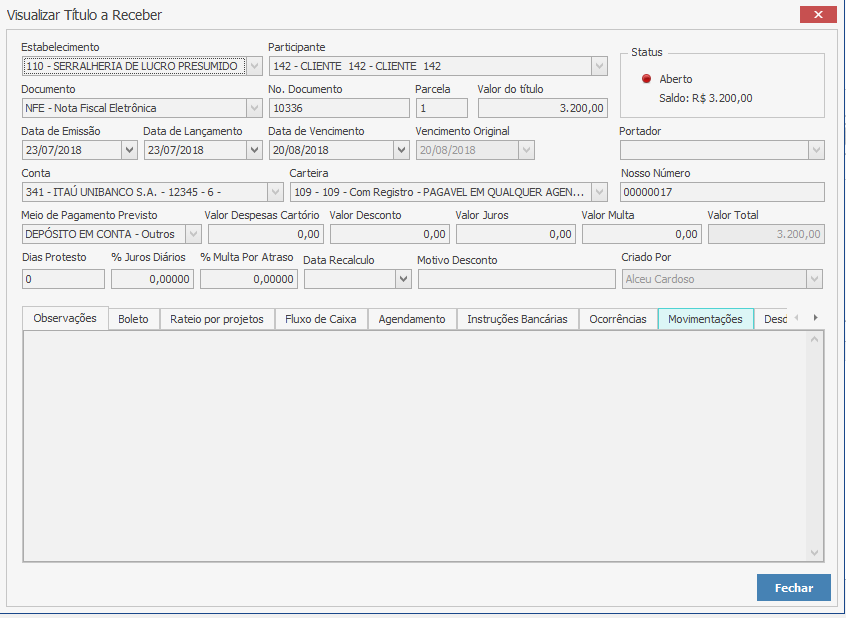 Visualizar Título a Receber
Estabelecimento Participante Status
110 - SERRALHERIA DE LUCRO PRESUMIDO 142 - CLIENTE 142 - CLIENTE 142
Aberto
Documento No. Documento Parcela Valor do título
Saldo: R$ 3.200,00
NFE - Nota Fiscal Eletrônica 10336 1 3.200,00
Data de Emissão Data de Lançamento Data de Vencimento Vencimento Original Portador
23/07/2018 23/07/2018 20/08/2018 20/08/2018
Conta Carteira Nosso Número
341 - ITAÚ UNIBANCO S.A. - 12345 - 6 - 109 - 109 - Com Registro - PAGAVEL EM QUALQUER AGEN... 00000017
Meio de Pagamento Previsto Valor Despesas Cartório Valor Desconto Valor Juros Valor Multa Valor Total
DEPÓSITO EM CONTA - Outros 0,00 0,00 0,00 0,00 3.200,00
Dias Protesto % Juros Diários % Multa Por Atraso Data Recalculo Motivo Desconto Criado Por
0 0,00000 0,00000 Alceu Cardoso
Observações Boleto Rateio por projetos Fluxo de Caixa Agendamento Instruções Bancárias Ocorrências Movimentações Desc
Fechar